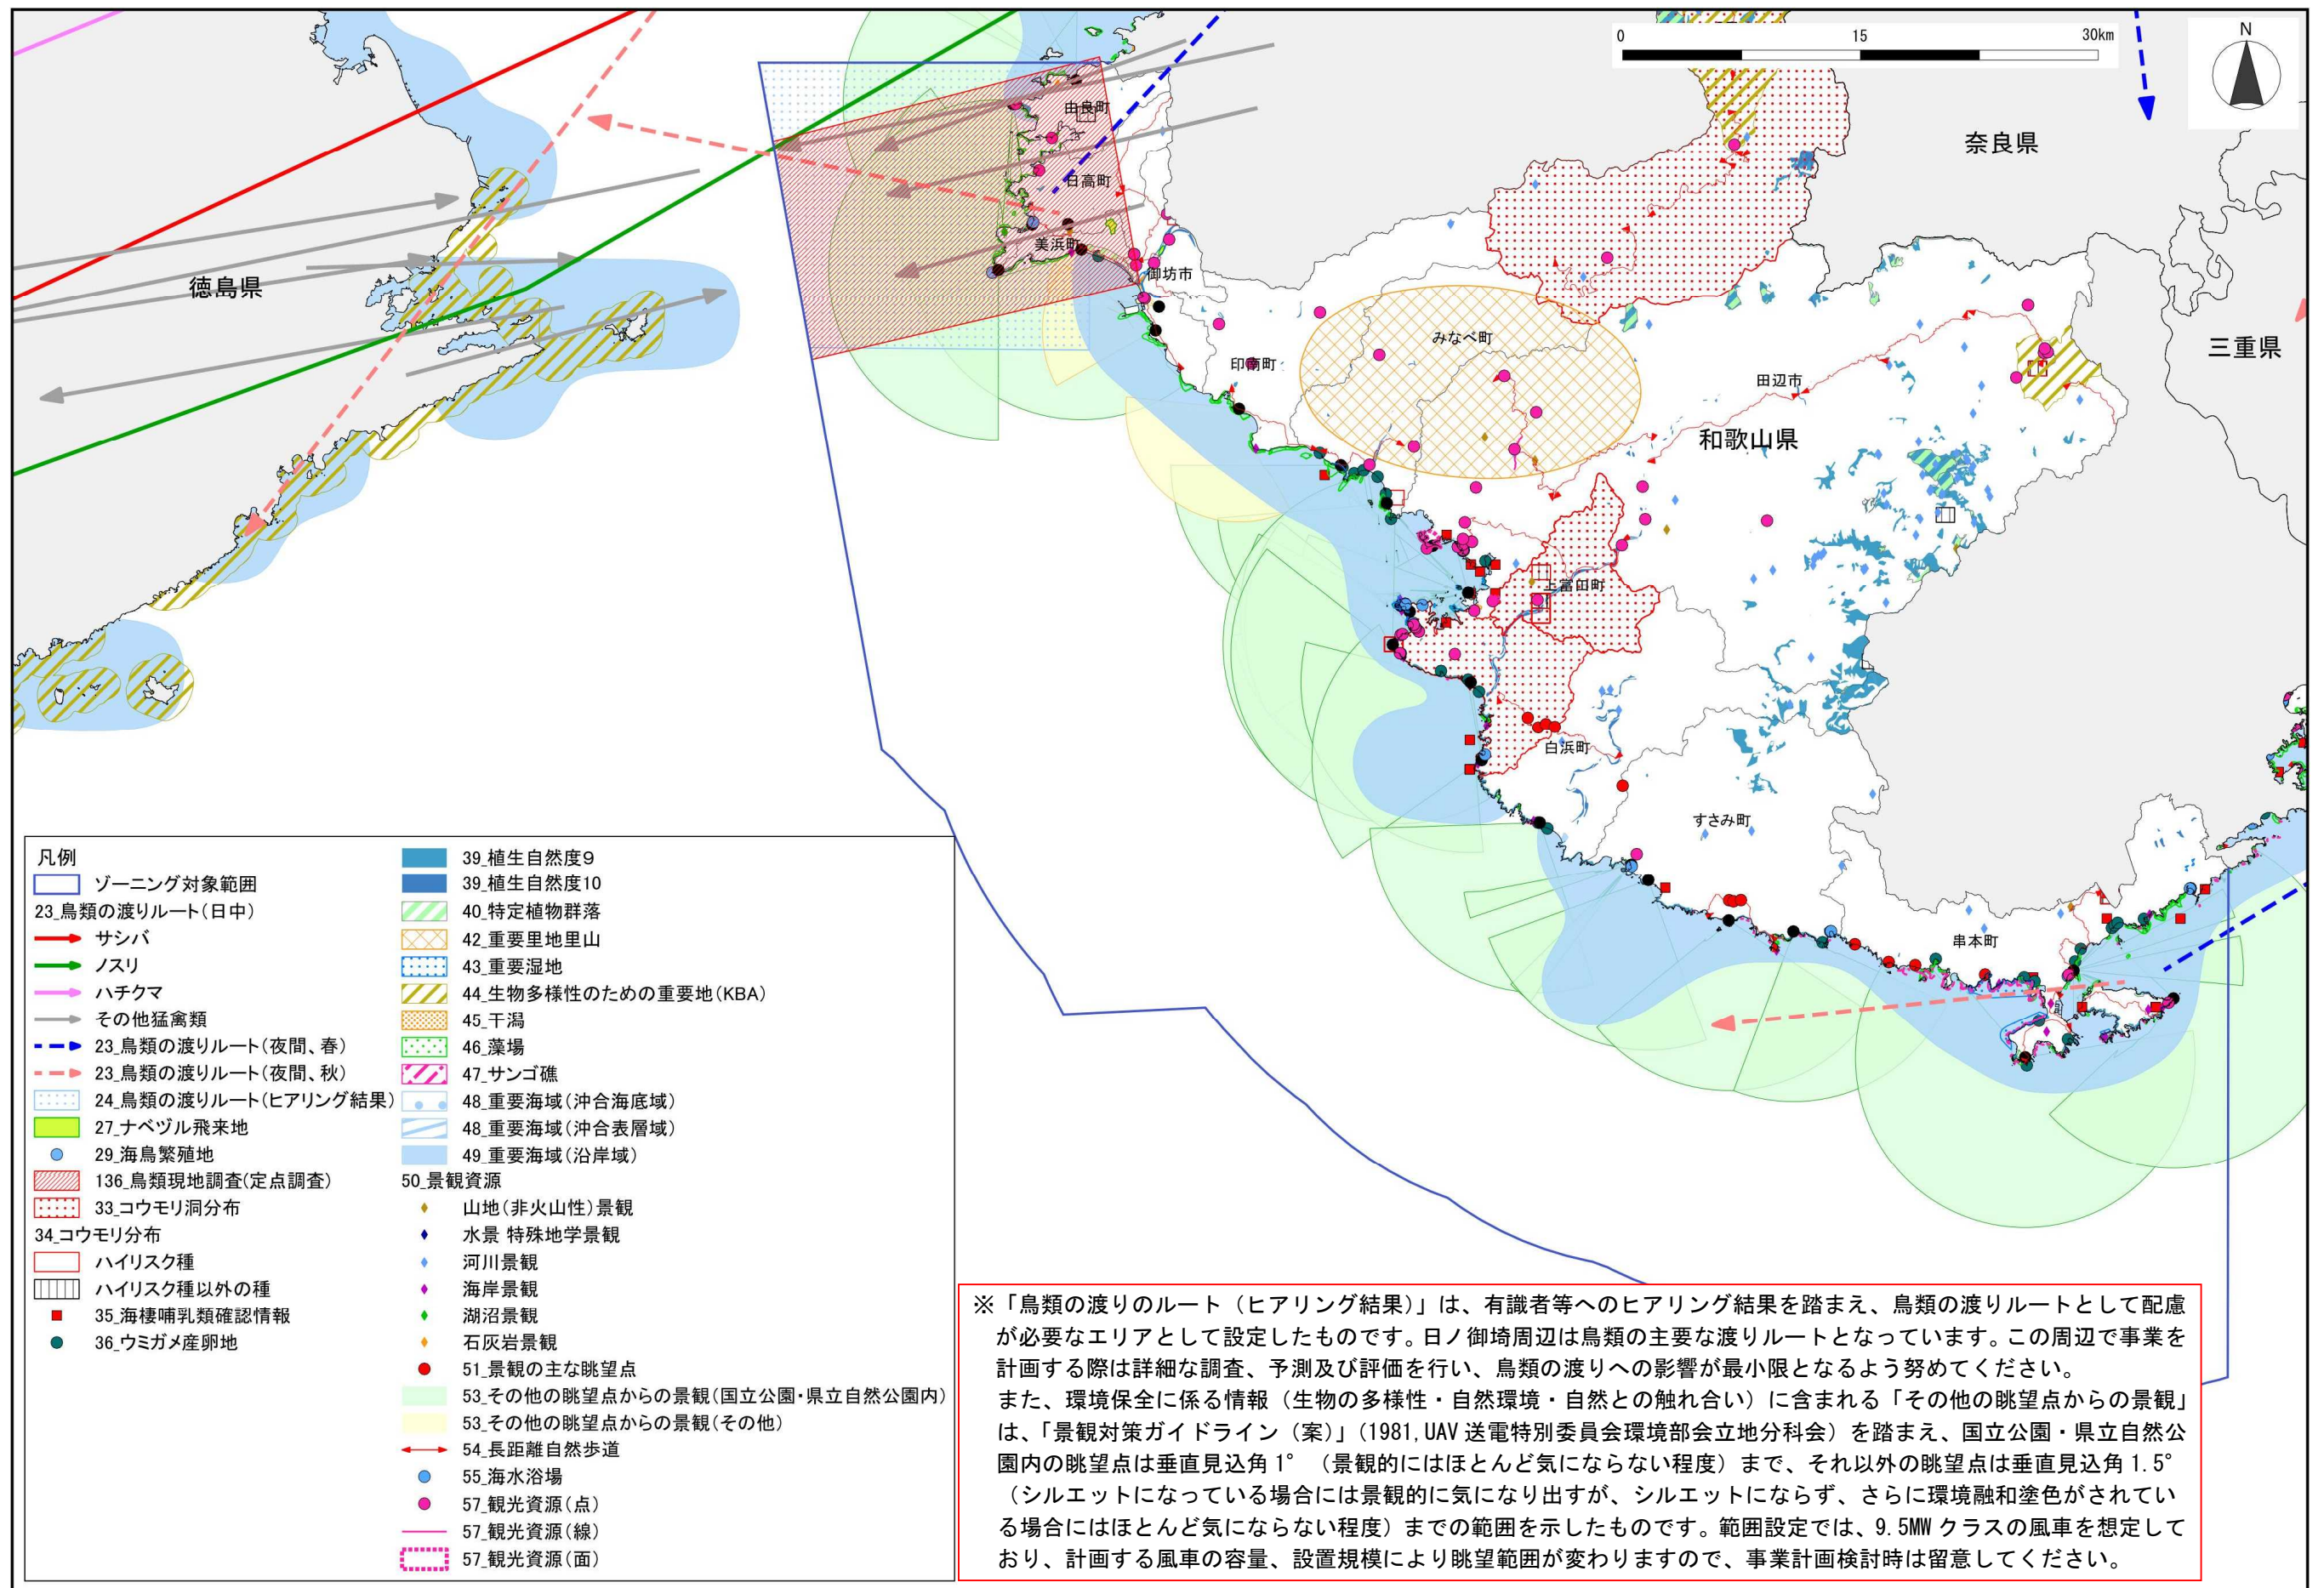 0 15 30km
N
奈良県
由良町
日高町
美浜町
御坊市
徳島県
みなべ町
三重県
印南町
田辺市
和歌山県
上富田町
白浜町
すさみ町
串本町
凡例
ゾーニング対象範囲
23_鳥類の渡りルート(日中)
サシバ
ノスリ
ハチクマ
その他猛禽類
23_鳥類の渡りルート(夜間、春)
23_鳥類の渡りルート(夜間、秋)
24_鳥類の渡りルート(ヒアリング結果)
27_ナベヅル飛来地
29_海鳥繁殖地
136_鳥類現地調査(定点調査)
33_コウモリ洞分布
34_コウモリ分布
ハイリスク種
ハイリスク種以外の種
35_海棲哺乳類確認情報
36_ウミガメ産卵地
39_植生自然度9
39_植生自然度10
40_特定植物群落
42_重要里地里山
43_重要湿地
44_生物多様性のための重要地(KBA)
45_干潟
46_藻場
47_サンゴ礁
48_重要海域(沖合海底域)
48_重要海域(沖合表層域)
49_重要海域(沿岸域)
50_景観資源
山地(非火山性)景観
水景 特殊地学景観
河川景観
海岸景観
湖沼景観
石灰岩景観
51_景観の主な眺望点
53_その他の眺望点からの景観(国立公園・県立自然公園内)
53_その他の眺望点からの景観(その他)
54_長距離自然歩道
55_海水浴場
57_観光資源(点)
57_観光資源(線)
57_観光資源(面)
※「鳥類の渡りのルート（ヒアリング結果）」は、有識者等へのヒアリング結果を踏まえ、鳥類の渡りルートとして配慮
が必要なエリアとして設定したものです。日ノ御埼周辺は鳥類の主要な渡りルートとなっています。この周辺で事業を
計画する際は詳細な調査、予測及び評価を行い、鳥類の渡りへの影響が最小限となるよう努めてください。
また、環境保全に係る情報（生物の多様性・自然環境・自然との触れ合い）に含まれる「その他の眺望点からの景観」
は、「景観対策ガイドライン（案）」（1981,UAV 送電特別委員会環境部会立地分科会）を踏まえ、国立公園・県立自然公
園内の眺望点は垂直見込角 1°（景観的にはほとんど気にならない程度）まで、それ以外の眺望点は垂直見込角 1.5°
（シルエットになっている場合には景観的に気になり出すが、シルエットにならず、さらに環境融和塗色がされてい
る場合にはほとんど気にならない程度）までの範囲を示したものです。範囲設定では、9.5MW クラスの風車を想定して
おり、計画する風車の容量、設置規模により眺望範囲が変わりますので、事業計画検討時は留意してください。